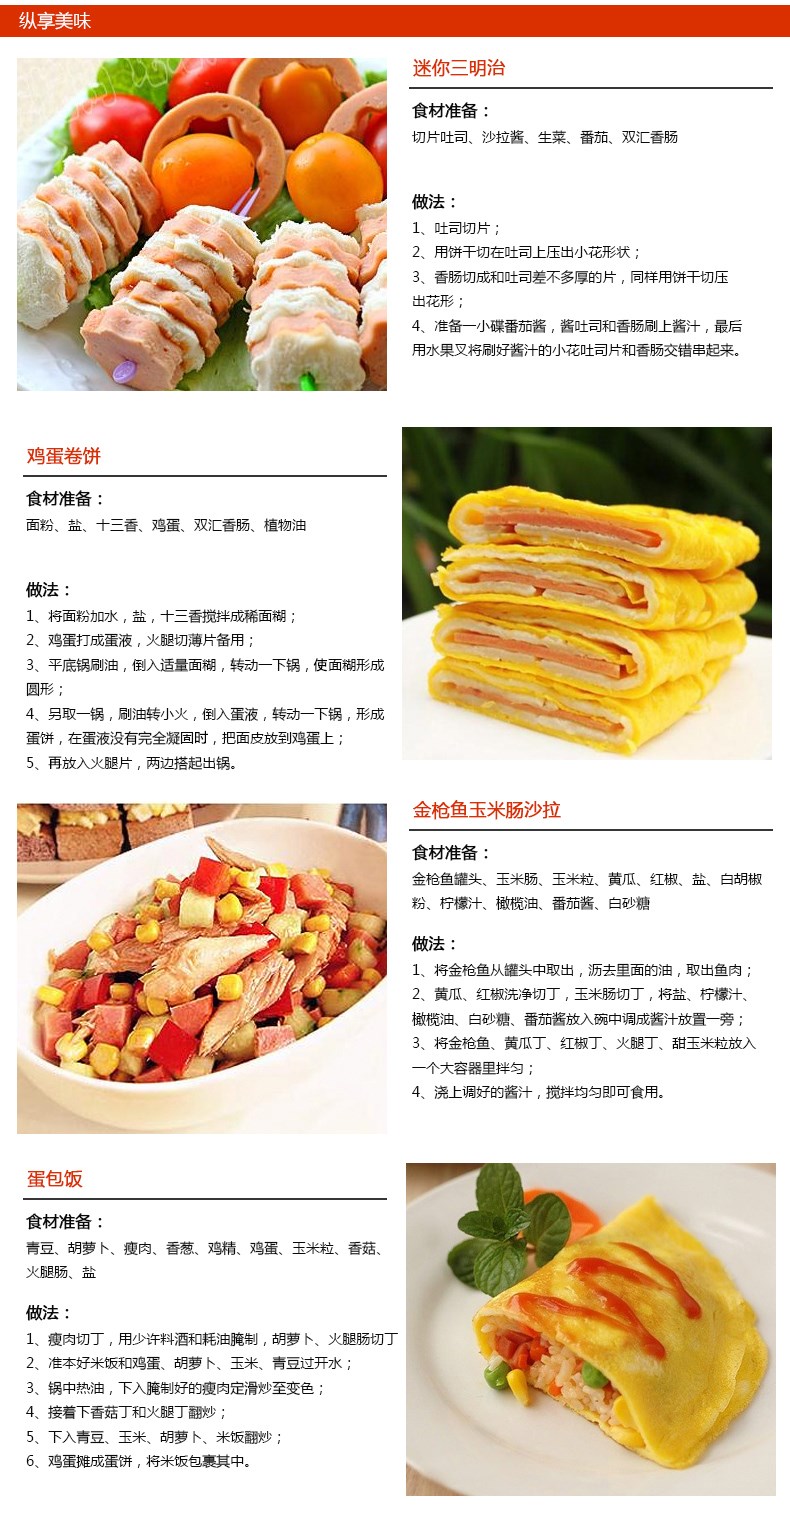 纵享美味
迷你三明治
食材准备：
切片吐司、沙拉酱、生菜、番茄、双汇香肠
做法：
1、吐司切片；
2、用饼干切在吐司上压出小花形状；
3、香肠切成和吐司差不多厚的片，同样用饼干切压
出花形；
4、准备一小碟番茄酱，酱吐司和香肠刷上酱汁，最后
用水果叉将刷好酱汁的小花吐司片和香肠交错串起来。
鸡蛋卷饼
食材准备：
面粉、盐、十三香、鸡蛋、双汇香肠、植物油
做法：
1、将面粉加水，盐，十三香搅拌成稀面糊；
2、鸡蛋打成蛋液，火腿切薄片备用；
3、平底锅刷油，倒入适量面糊，转动一下锅，使面糊形成
圆形；
4、另取一锅，刷油转小火，倒入蛋液，转动一下锅，形成
蛋饼，在蛋液没有完全凝固时，把面皮放到鸡蛋上；
5、再放入火腿片，两边搭起出锅。
金枪鱼玉米肠沙拉
食材准备：
金枪鱼罐头、玉米肠、玉米粒、黄瓜、红椒、盐、白胡椒
粉、柠檬汁、橄榄油、番茄酱、白砂糖
做法：
1、将金枪鱼从罐头中取出，沥去里面的油，取出鱼肉；
2、黄瓜、红椒洗净切丁，玉米肠切丁，将盐、柠檬汁、
橄榄油、白砂糖、番茄酱放入碗中调成酱汁放置一旁；
3、将金枪鱼、黄瓜丁、红椒丁、火腿丁、甜玉米粒放入
一个大容器里拌匀；
4、浇上调好的酱汁，搅拌均匀即可食用。
蛋包饭
食材准备：
青豆、胡萝卜、瘦肉、香葱、鸡精、鸡蛋、玉米粒、香菇、
火腿肠、盐
做法：
1、瘦肉切丁，用少许料酒和耗油腌制，胡萝卜、火腿肠切丁
2、准本好米饭和鸡蛋、胡萝卜、玉米、青豆过开水；
3、锅中热油，下入腌制好的瘦肉定滑炒至变色；
4、接着下香菇丁和火腿丁翻炒；
5、下入青豆、玉米、胡萝卜、米饭翻炒；
6、鸡蛋摊成蛋饼，将米饭包裹其中。